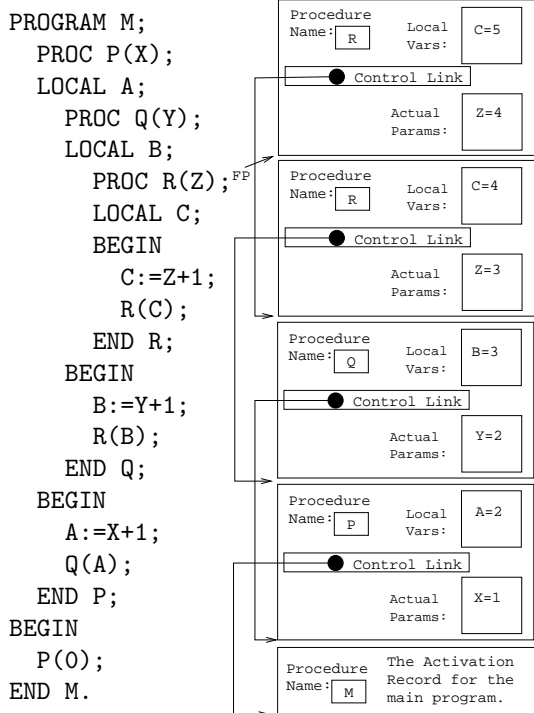 PROGRAM M;
PROC P(X);
LOCAL A;
PROC Q(Y);
LOCAL B;
PROC R(Z);
LOCAL C;
BEGIN
C:=Z+1;
R(C);
END R;
BEGIN
B:=Y+1;
R(B);
END Q;
BEGIN
A:=X+1;
Q(A);
END P;
BEGIN
P(0);
END M.
FP
Procedure
Name: R
Local
Vars:
C=5
Control Link
Actual
Params:
Z=4
Procedure
Name: R
Local
Vars:
C=4
Control Link
Actual
Params:
Z=3
Procedure
Name: Q
Local
Vars:
B=3
Control Link
Actual
Params:
Y=2
Procedure
Name: P
Local
Vars:
A=2
Control Link
Actual
Params:
X=1
Procedure
Name: M
The Activation
Record for the
main program.